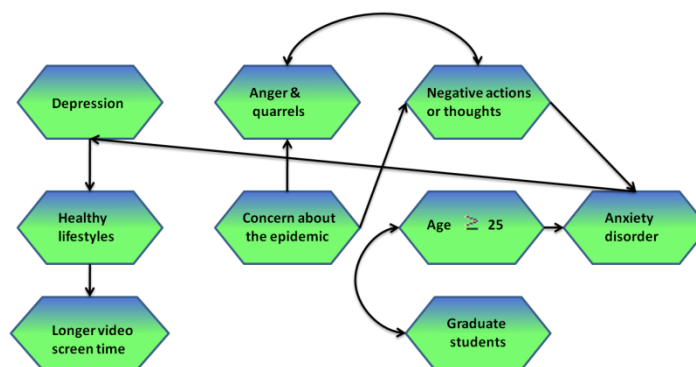 Depression
Anger &
quarrels
Negative actions
or thoughts
Healthy
lifestyles
Concern about
the epidemic
Age ≥ 25
Anxiety
disorder
Longer video
screen time
Graduate
students